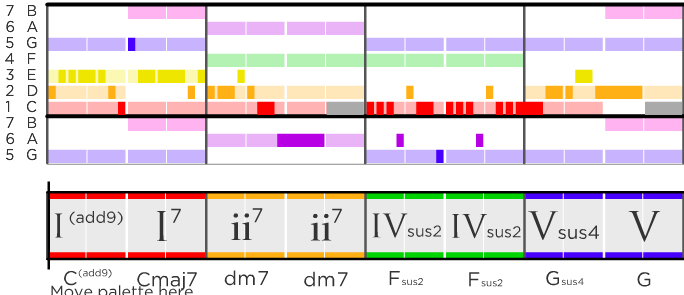 7 B
6 A
5 G
4 F
3 E
2 D
1 C
7 B
6 A
5 G
I(add9) I7 ii7 ii7 IVsus2 IVsus2 Vsus4 V
C(add9) Cmaj7 dm7 dm7 Fsus2 Fsus2 Gsus4 G
Move palette here